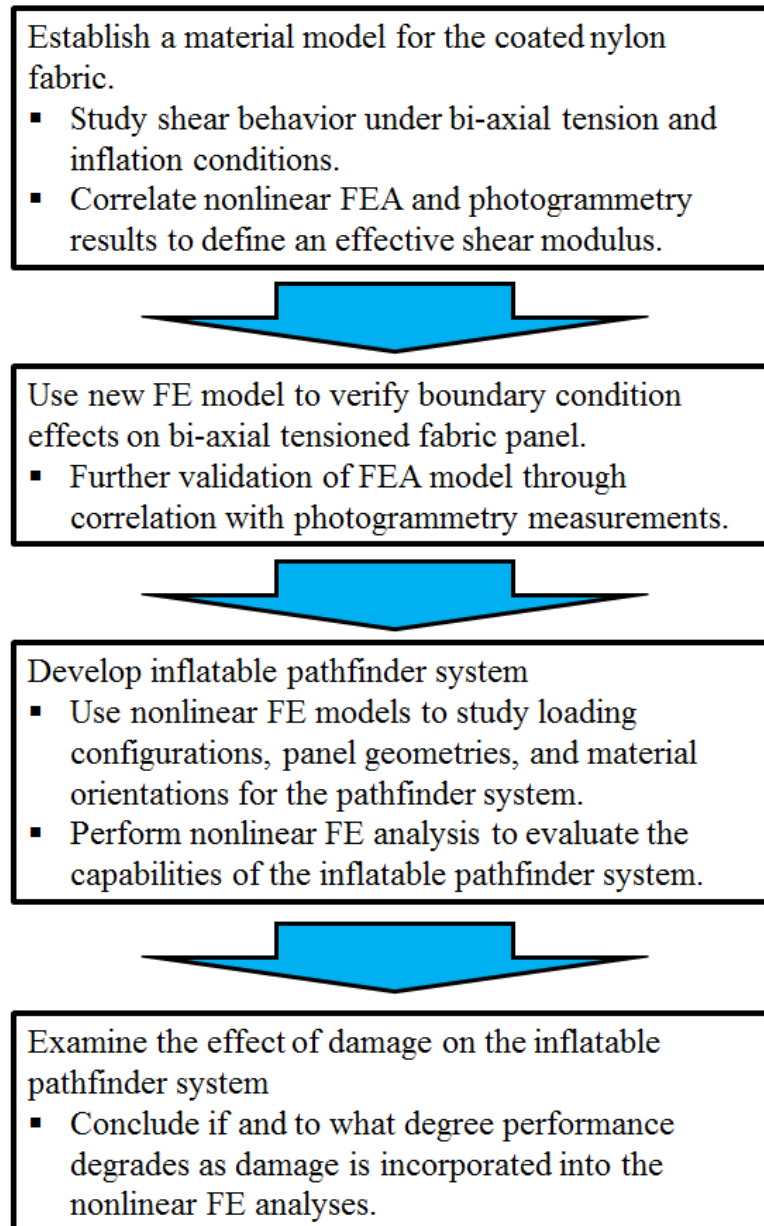 Establish a material model for the coated nylon
fabric.
▪ Study shear behavior under bi-axial tension and
inflation conditions.
▪ Correlate nonlinear FEA and photogrammetry
results to define an effective shear modulus.
Use new FE model to verify boundary condition
effects on bi-axial tensioned fabric panel.
▪ Further validation of FEA model through
correlation with photogrammetry measurements.
Develop inflatable pathfinder system
▪ Use nonlinear FE models to study loading
configurations, panel geometries, and material
orientations for the pathfinder system.
▪ Perform nonlinear FE analysis to evaluate the
capabilities of the inflatable pathfinder system.
Examine the effect of damage on the inflatable
pathfinder system
▪ Conclude if and to what degree performance
degrades as damage is incorporated into the
nonlinear FE analyses.